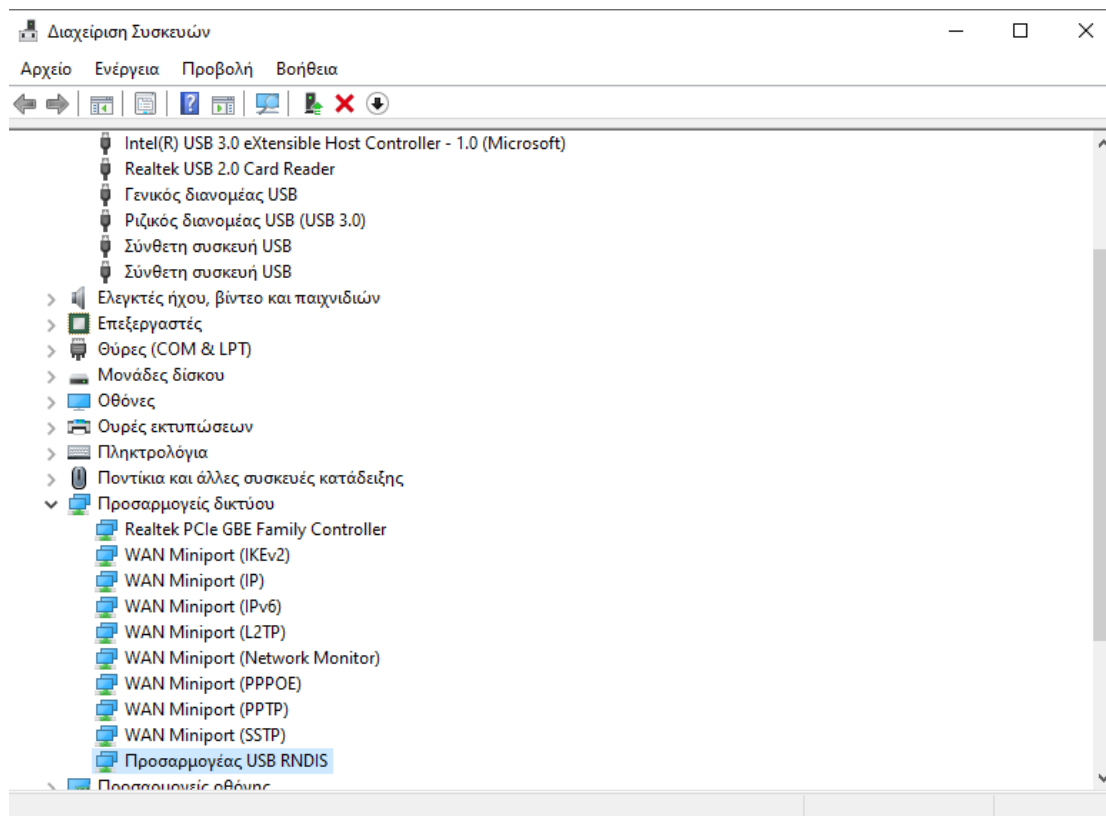 Διαχείριση Συσκευών
Αρχείο Ενέργεια Προβολή Βοήθεια
Intel(R) USB 3.0 eXtensible Host Controller - 1.0 (Microsoft)
Realtek USB 2.0 Card Reader
Γενικός διανομέας USB
Ριζικός διανομέας USB (USB 3.0)
Σύνθετη συσκευή USB
Σύνθετη συσκευή USB
Ελεγκτές ήχου, βίντεο και παιχνιδιών
Επεξεργαστές
Θύρες (COM & LPT)
Μονάδες δίσκου
Οθόνες
Ουρές εκτυπώσεων
Πληκτρολόγια
Ποντίκια και άλλες συσκευές κατάδειξης
Προσαρμογείς δικτύου
Realtek PCIe GBE Family Controller
WAN Miniport (IKEv2)
WAN Miniport (IP)
WAN Miniport (IPv6)
WAN Miniport (L2TP)
WAN Miniport (Network Monitor)
WAN Miniport (PPPOE)
WAN Miniport (PPTP)
WAN Miniport (SSTP)
Προσαρμογέας USB RNDIS
Προσαρμογείς οθόνης